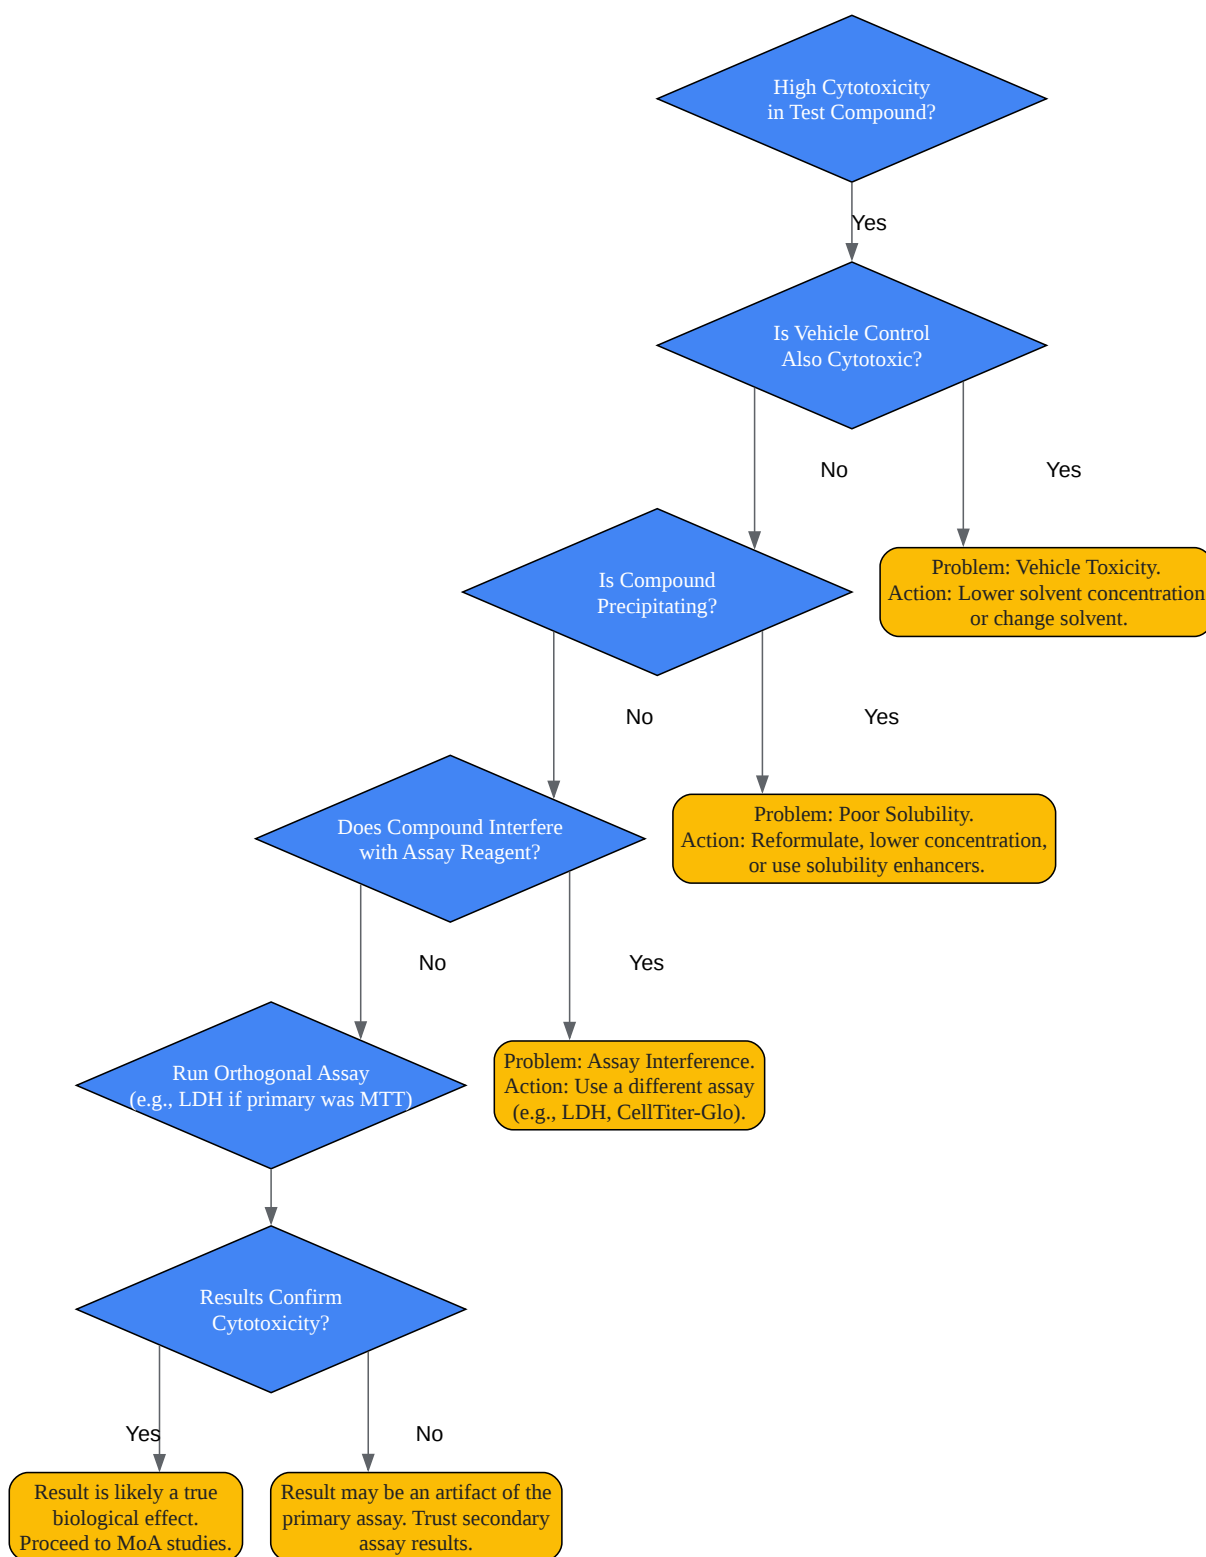 High Cytotoxicity
in Test Compound?
Yes
Is Vehicle Control
Also Cytotoxic?
No
Yes
Is Compound
Precipitating?
Problem: Vehicle Toxicity.
Action: Lower solvent concentration
or change solvent.
No
Yes
Does Compound Interfere
with Assay Reagent?
Problem: Poor Solubility.
Action: Reformulate, lower concentration,
or use solubility enhancers.
No
Yes
Run Orthogonal Assay
(e.g., LDH if primary was MTT)
Problem: Assay Interference.
Action: Use a different assay
(e.g., LDH, CellTiter-Glo).
Results Confirm
Cytotoxicity?
Yes
No
Result is likely a true
biological effect.
Proceed to MoA studies.
Result may be an artifact of the
primary assay. Trust secondary
assay results.